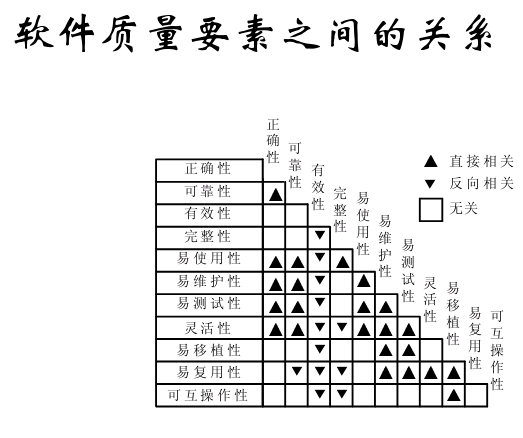 软件质量要素之间的关系
正确性
可靠性
有效性
完整性
易使用性
易维护性
易测试性
灵活性
易移植性
易复用性
可互操作性
▲ 直接相关
▼ 反向相关
无关
正确性
可靠性 ▲
有效性
完整性 ▼
易使用性 ▲ ▲ ▼ ▲
易维护性 ▲ ▲ ▼ ▲
易测试性 ▲ ▲ ▼ ▲ ▲
灵活性 ▲ ▲ ▼ ▼ ▲ ▲ ▲
易移植性 ▼ ▲ ▲
易复用性 ▼ ▼ ▼ ▲ ▲ ▲ ▲
可互操作性 ▼ ▼ ▲